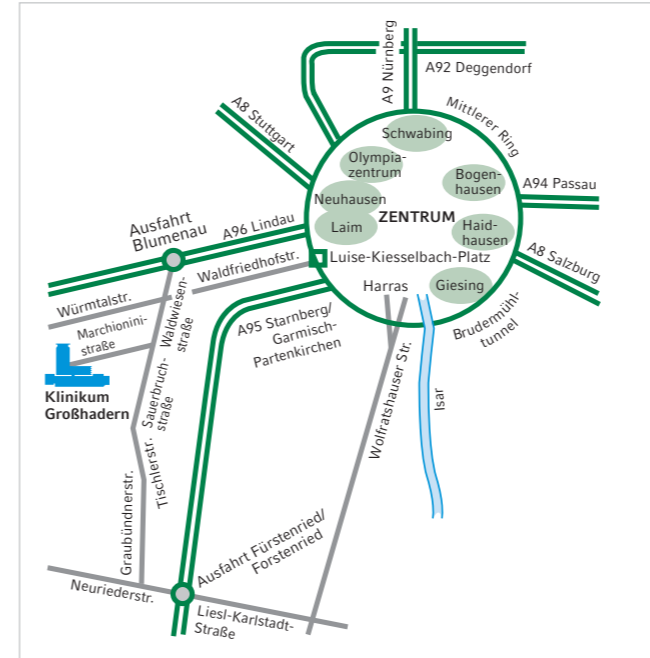 A9 Nürnberg
A92 Deggendorf
A8 Stuttgart
Mittlerer Ring
Schwabing
Olympia-
zentrum
Bogen-
hausen
A94 Passau
Neuhausen
ZENTRUM
Laim
Haid-
hausen
Ausfahrt
Blumenau
A96 Lindau
Luise-Kiesselbach-Platz
A8 Salzburg
Waldfriedhofstr.
Harras
Giesing
Würmtalstr.
Brudermühl-
tunnel
Marchionini-
straße
Waldwiesen-
straße
A95 Starnberg/
Garmisch-
Partenkirchen
Klinikum
Großhadern
Sauerbruch-
straße
Wolfratshauser Str.
Isar
Tischlerstr.
Graubündnerstr.
Ausfahrt Fürstenried/
Forstenried
Neuriederstr.
Liesl-Karlstadt-
Straße